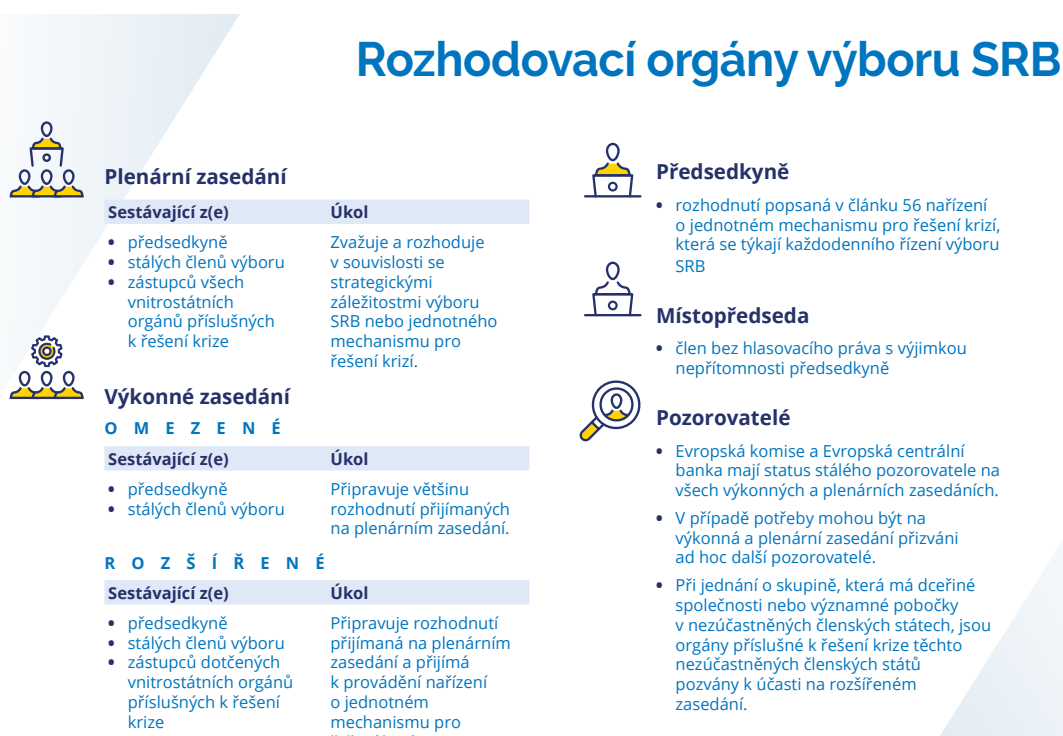 Rozhodovací orgány výboru SRB
Plenární zasedání
Sestávající z(e) Úkol
• předsedkyně
• stálých členů výboru
• zástupců všech
vnitrostátních
orgánů příslušných
k řešení krize
Zvažuje a rozhoduje
v souvislosti se
strategickými
záležitostmi výboru
SRB nebo jednotného
mechanismu pro
řešení krizí.
Výkonné zasedání
OMEZENÉ
Sestávající z(e) Úkol
• předsedkyně
• stálých členů výboru
Připravuje většinu
rozhodnutí přijímaných
na plenárním zasedání.
ROZŠÍŘENÉ
Sestávající z(e) Úkol
• předsedkyně
• stálých členů výboru
• zástupců dotčených
vnitrostátních orgánů
příslušných k řešení
krize
Připravuje rozhodnutí
přijímaná na plenárním
zasedání a přijímá
k provádění nařízení
o jednotném
mechanismu pro
Předsedkyně
• rozhodnutí popsaná v článku 56 nařízení
o jednotném mechanismu pro řešení krizí,
která se týkají každodenního řízení výboru
SRB
Místopředseda
• člen bez hlasovacího práva s výjimkou
nepřítomnosti předsedkyně
Pozorovatelé
• Evropská komise a Evropská centrální
banka mají status stálého pozorovatele na
všech výkonných a plenárních zasedáních.
• V případě potřeby mohou být na
výkonná a plenární zasedání přizváni
ad hoc další pozorovatelé.
• Při jednání o skupině, která má dceřiné
společnosti nebo významné pobočky
v nezúčastněných členských státech, jsou
orgány příslušné k řešení krize těchto
nezúčastněných členských států
pozvány k účasti na rozšířeném
zasedání.